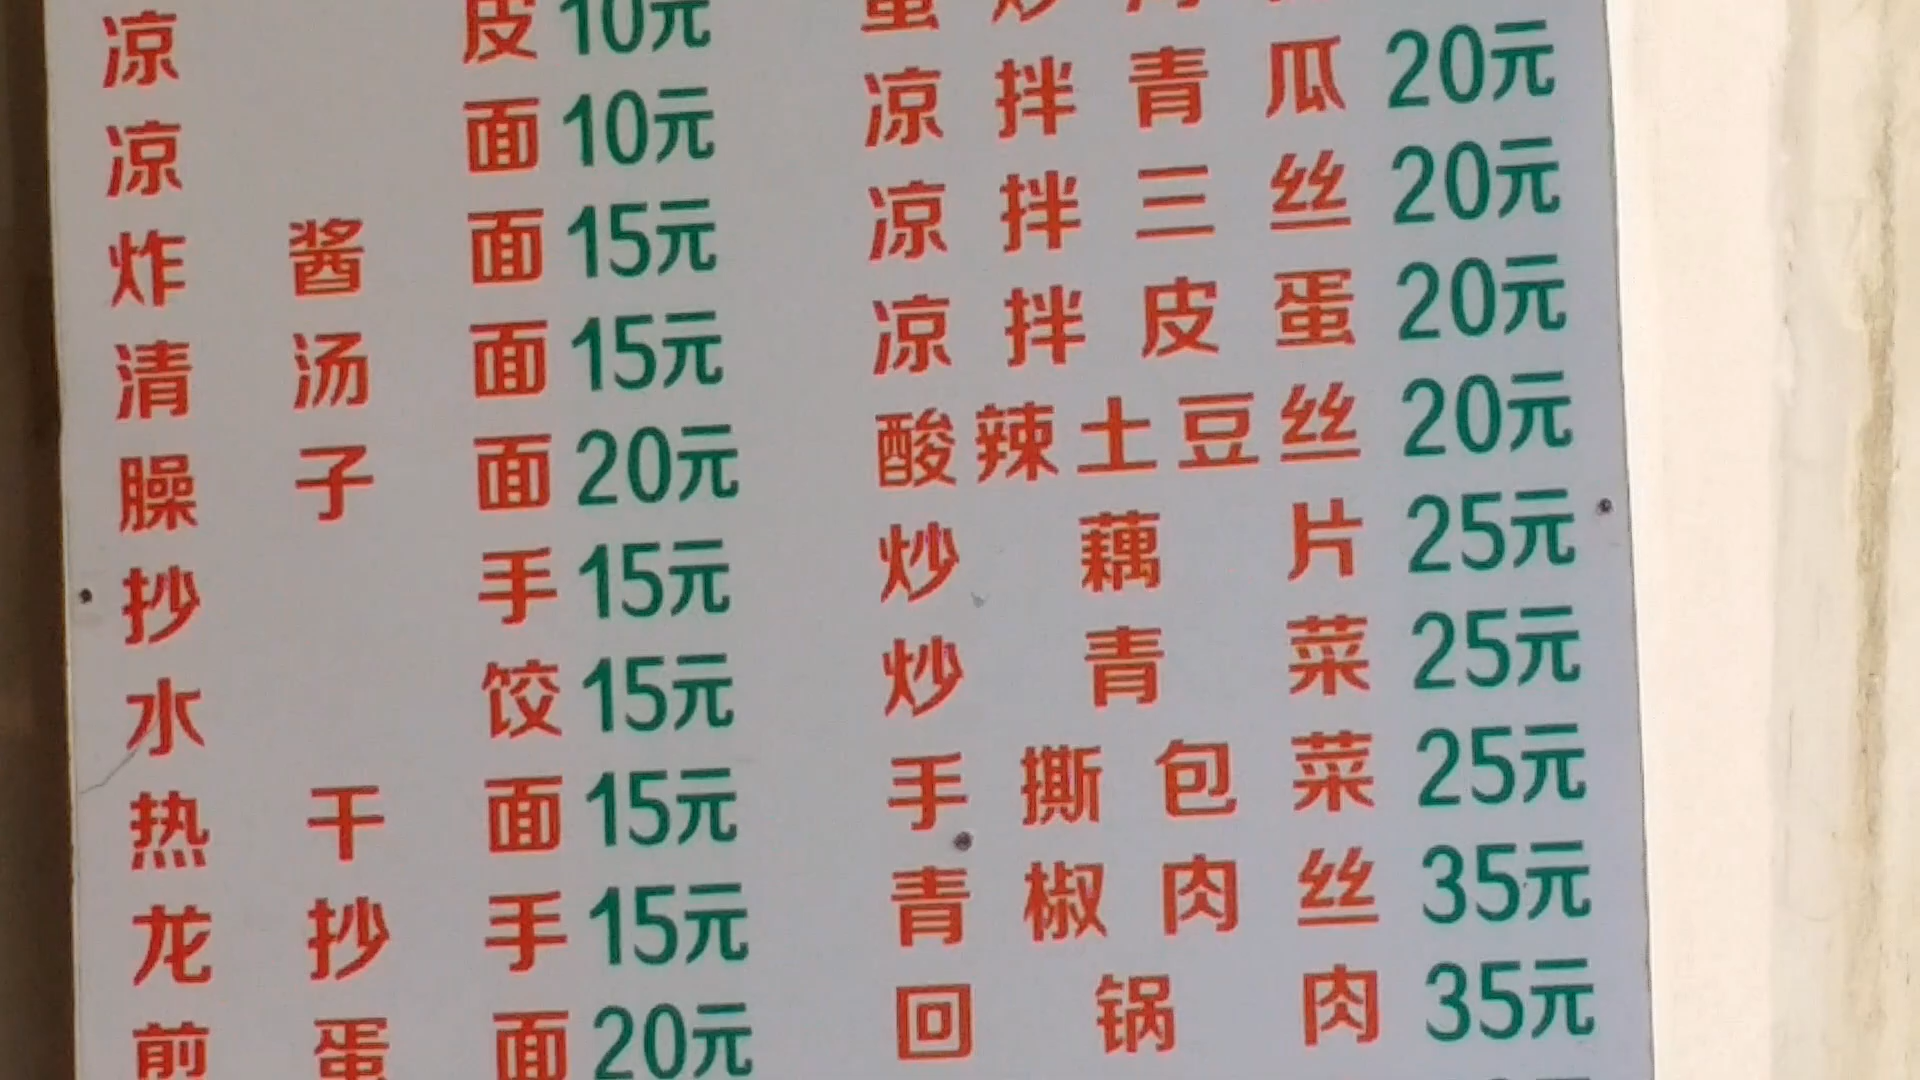 凉皮10元
凉面10元
炸酱面15元
清汤面15元
臊子面20元
抄手15元
水饺15元
热干面15元
龙抄手15元
煎蛋面20元
凉拌青瓜20元
凉拌三丝20元
凉拌皮蛋20元
酸辣土豆丝20元
炒藕片25元
炒青菜25元
手撕包菜25元
青椒肉丝35元
回锅肉35元